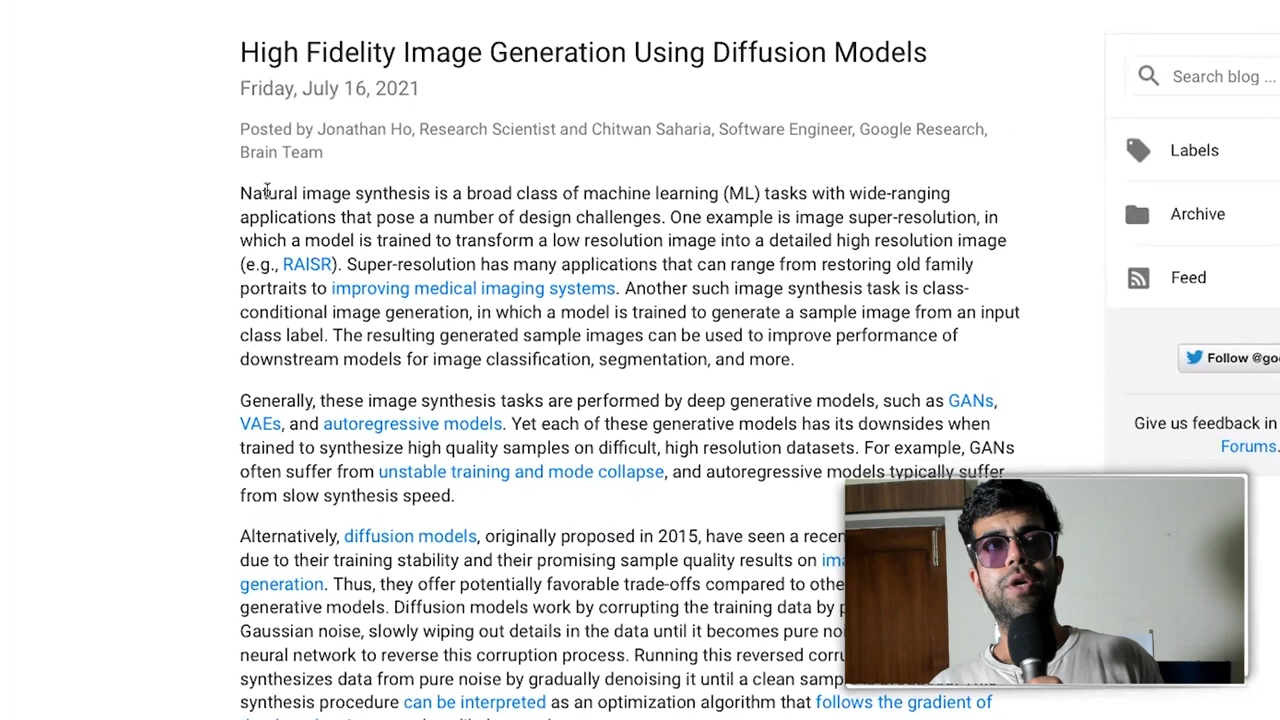 High Fidelity Image Generation Using Diffusion Models
Friday, July 16, 2021
Posted by Jonathan Ho, Research Scientist and Chitwan Saharia, Software Engineer, Google Research,
Brain Team
Natural image synthesis is a broad class of machine learning (ML) tasks with wide-ranging
applications that pose a number of design challenges. One example is image super-resolution, in
which a model is trained to transform a low resolution image into a detailed high resolution image
(e.g., RAISR). Super-resolution has many applications that can range from restoring old family
portraits to improving medical imaging systems. Another such image synthesis task is class-
conditional image generation, in which a model is trained to generate a sample image from an input
class label. The resulting generated sample images can be used to improve performance of
downstream models for image classification, segmentation, and more.
Generally, these image synthesis tasks are performed by deep generative models, such as GANs,
VAEs, and autoregressive models. Yet each of these generative models has its downsides when
trained to synthesize high quality samples on difficult, high resolution datasets. For example, GANs
often suffer from unstable training and mode collapse, and autoregressive models typically suffer
from slow synthesis speed.
Alternatively, diffusion models, originally proposed in 2015, have seen a recen
due to their training stability and their promising sample quality results on
generation. Thus, they offer potentially favorable trade-offs compared to othe
generative models. Diffusion models work by corrupting the training data by
Gaussian noise, slowly wiping out details in the data until it becomes pure
neural network to reverse this corruption process. Running this reversed
synthesizes data from pure noise by gradually denoising it until a clean
synthesis procedure can be interpreted as an optimization algorithm that follows the gradient of
Search blog ...
Labels
Archive
Feed
Follow @goo
Give us feedback in
Forums.